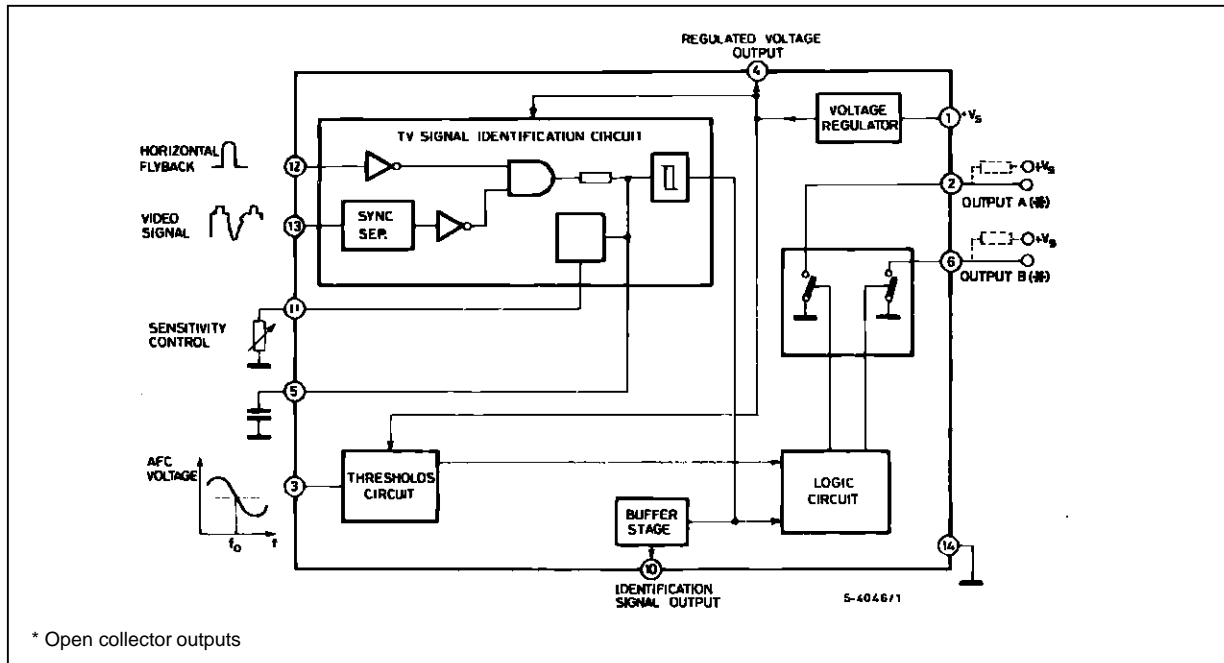 REGULATED VOLTAGE
OUTPUT
4
VOLTAGE
REGULATOR
1
+Vs
TV SIGNAL IDENTIFICATION CIRCUIT
HORIZONTAL
FLYBACK
12
2
+Vs
OUTPUT A (*)
VIDEO
SIGNAL
13
SYNC
SEP.
6
+Vs
OUTPUT B (*)
11
SENSITIVITY
CONTROL
5
AFC
VOLTAGE
3
THRESHOLDS
CIRCUIT
LOGIC
CIRCUIT
BUFFER
STAGE
fo
f
14
10
IDENTIFICATION
SIGNAL OUTPUT
S-4046/1
* Open collector outputs